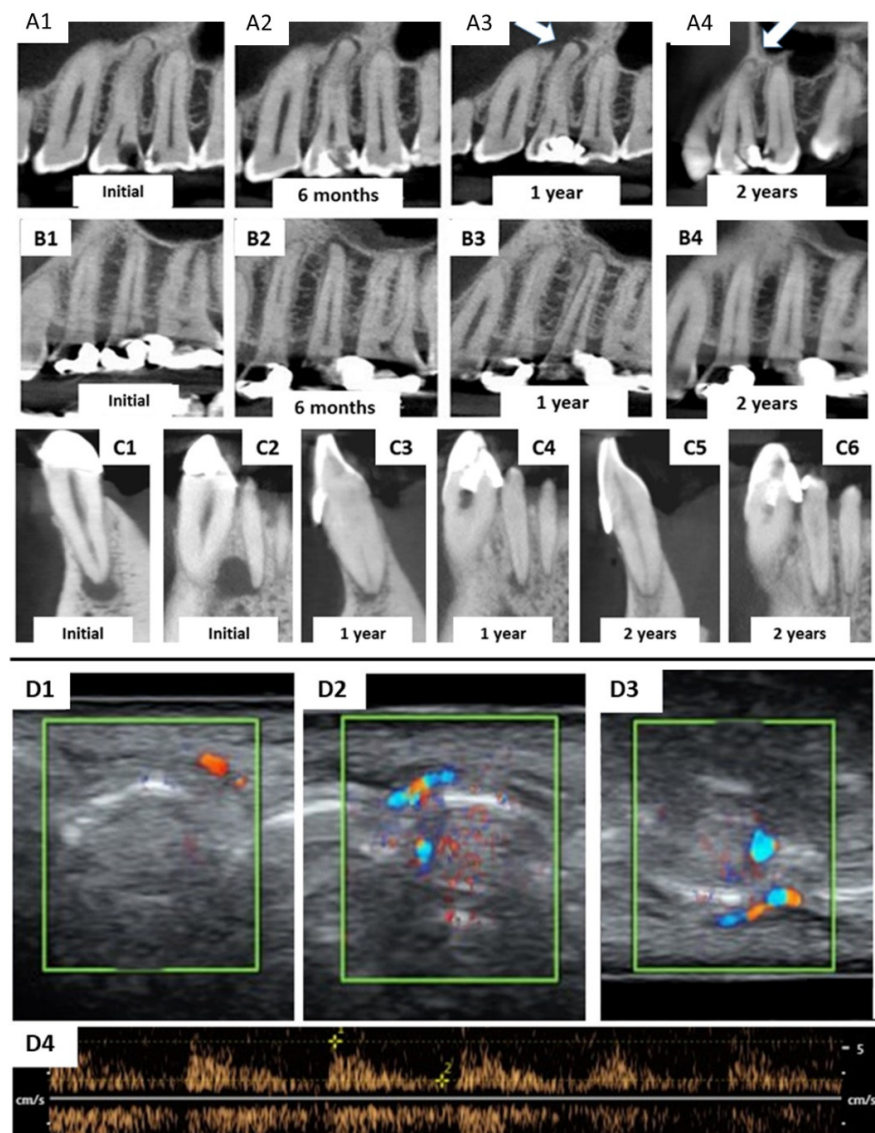 A1
A2
A3
A4
Initial
6 months
1 year
2 years
B1
B2
B3
B4
Initial
6 months
1 year
2 years
C1
C2
C3
C4
C5
C6
Initial
Initial
1 year
1 year
2 years
2 years
D1
D2
D3
D4
1
2
5
cm/s
cm/s